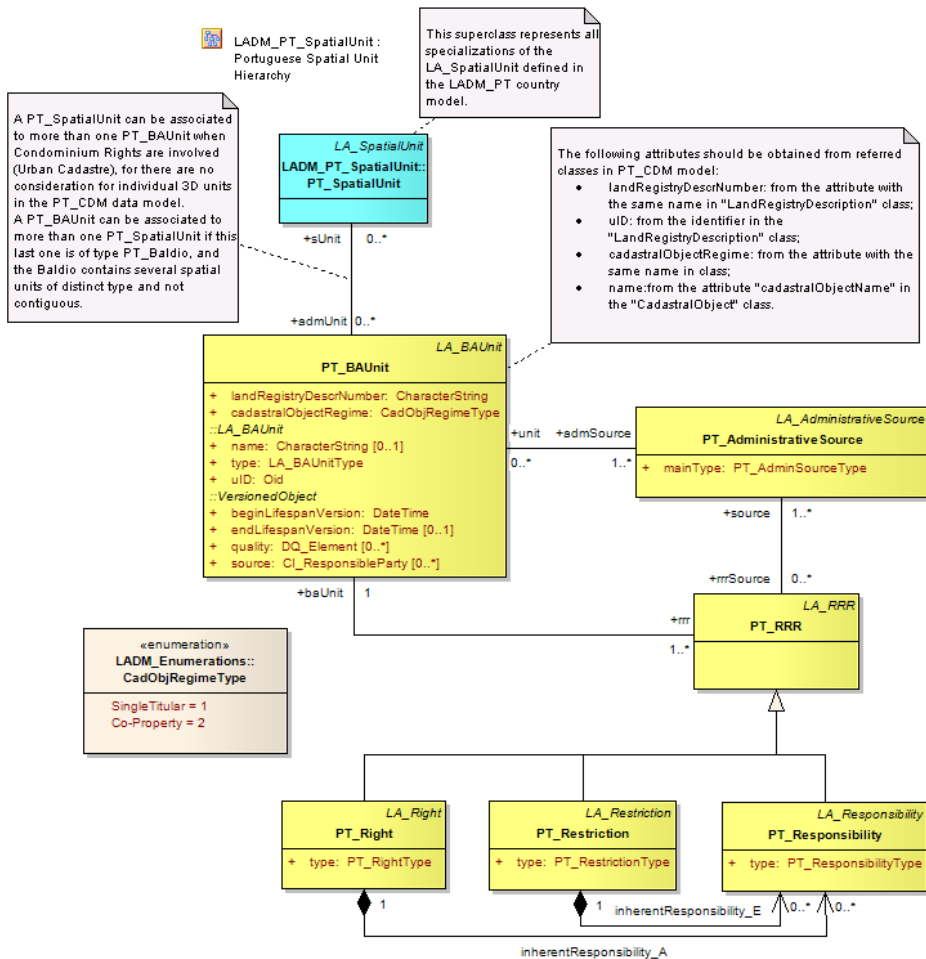 LADM_PT_SpatialUnit :
Portuguese Spatial Unit
Hierarchy
This superclass represents all
specializations of the
LA_SpatialUnit defined in
the LADM_PT country
model.
A PT_SpatialUnit can be associated
to more than one PT_BAUnit when
Condominium Rights are involved
(Urban Cadastre), for there are no
consideration for individual 3D units
in the PT_CDM data model.
A PT_BAUnit can be associated to
more than one PT_SpatialUnit if this
last one is of type PT_Baldio, and
the Baldio contains several spatial
units of distinct type and not
contiguous.
LA_SpatialUnit
LADM_PT_SpatialUnit::
PT_SpatialUnit
The following attributes should be obtained from referred
classes in PT_CDM model:
• landRegistryDescrNumber: from the attribute with
the same name in "LandRegistryDescription" class;
• uID: from the identifier in the
"LandRegistryDescription" class;
• cadastralObjectRegime: from the attribute with the
same name in class;
• name:from the attribute "cadastralObjectName" in
the "CadastralObject" class.
+sUnit 0..*
+admUnit 0..*
LA_BAUnit
PT_BAUnit
+ landRegistryDescrNumber: CharacterString
+ cadastralObjectRegime: CadObjRegimeType
::LA_BAUnit
+ name: CharacterString [0..1]
+ type: LA_BAUnitType
+ uID: Oid
::VersionedObject
+ beginLifespanVersion: DateTime
+ endLifespanVersion: DateTime [0..1]
+ quality: DQ_Element [0..*]
+ source: CI_ResponsibleParty [0..*]
+unit +admSource
0..* 1..*
LA_AdministrativeSource
PT_AdministrativeSource
+ mainType: PT_AdminSourceType
+source 1..*
+rrrSource 0..*
+baUnit 1
+rrr
1..*
LA_RRR
PT_RRR
«enumeration»
LADM_Enumerations::
CadObjRegimeType
SingleTitular = 1
Co-Property = 2
LA_Right
PT_Right
+ type: PT_RightType
LA_Restriction
PT_Restriction
+ type: PT_RestrictionType
LA_Responsibility
PT_Responsibility
+ type: PT_ResponsibilityType
1
1
inherentResponsibility_E
0..*
0..*
inherentResponsibility_A